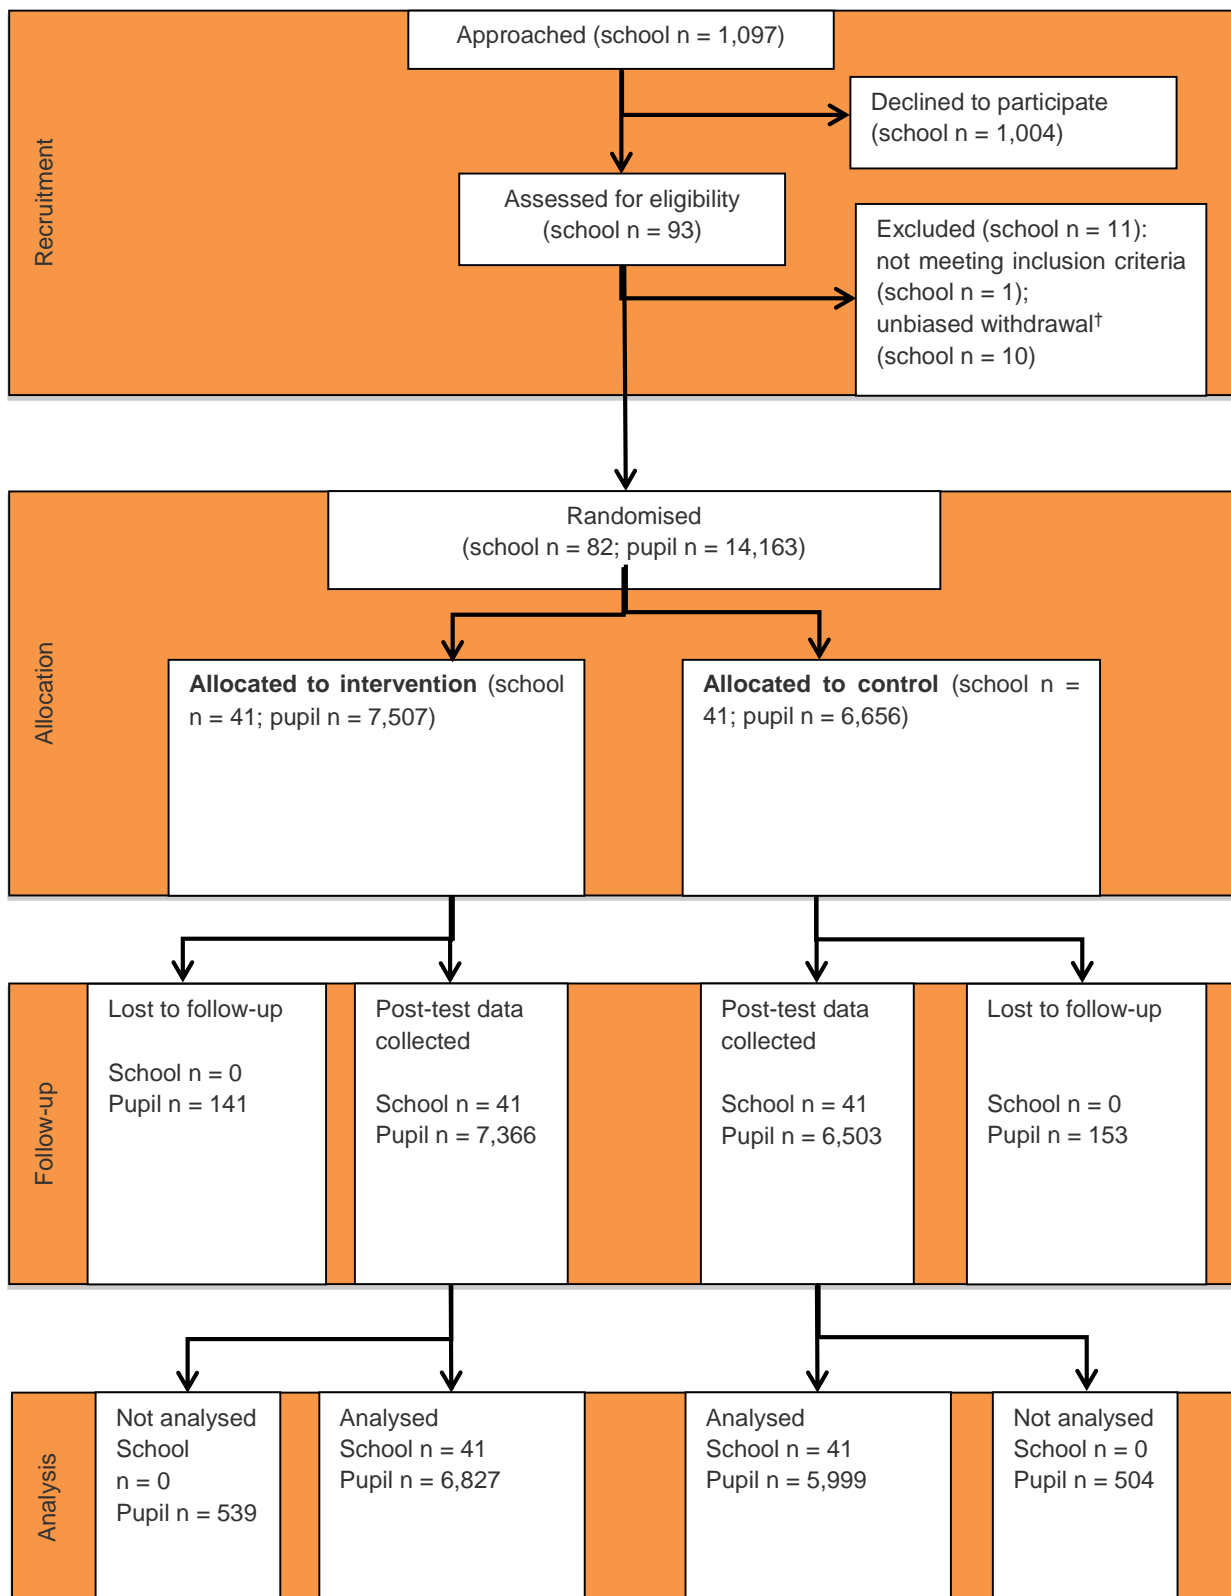 Recruitment
Approached (school n = 1,097)
Declined to participate
(school n = 1,004)
Assessed for eligibility
(school n = 93)
Excluded (school n = 11):
not meeting inclusion criteria
(school n = 1);
unbiased withdrawal†
(school n = 10)
Allocation
Randomised
(school n = 82; pupil n = 14,163)
Allocated to intervention (school
n = 41; pupil n = 7,507)
Allocated to control (school n =
41; pupil n = 6,656)
Follow-up
Lost to follow-up
School n = 0
Pupil n = 141
Post-test data
collected
School n = 41
Pupil n = 7,366
Post-test data
collected
School n = 41
Pupil n = 6,503
Lost to follow-up
School n = 0
Pupil n = 153
Analysis
Not analysed
School
n = 0
Pupil n = 539
Analysed
School n = 41
Pupil n = 6,827
Analysed
School n = 41
Pupil n = 5,999
Not analysed
School n = 0
Pupil n = 504